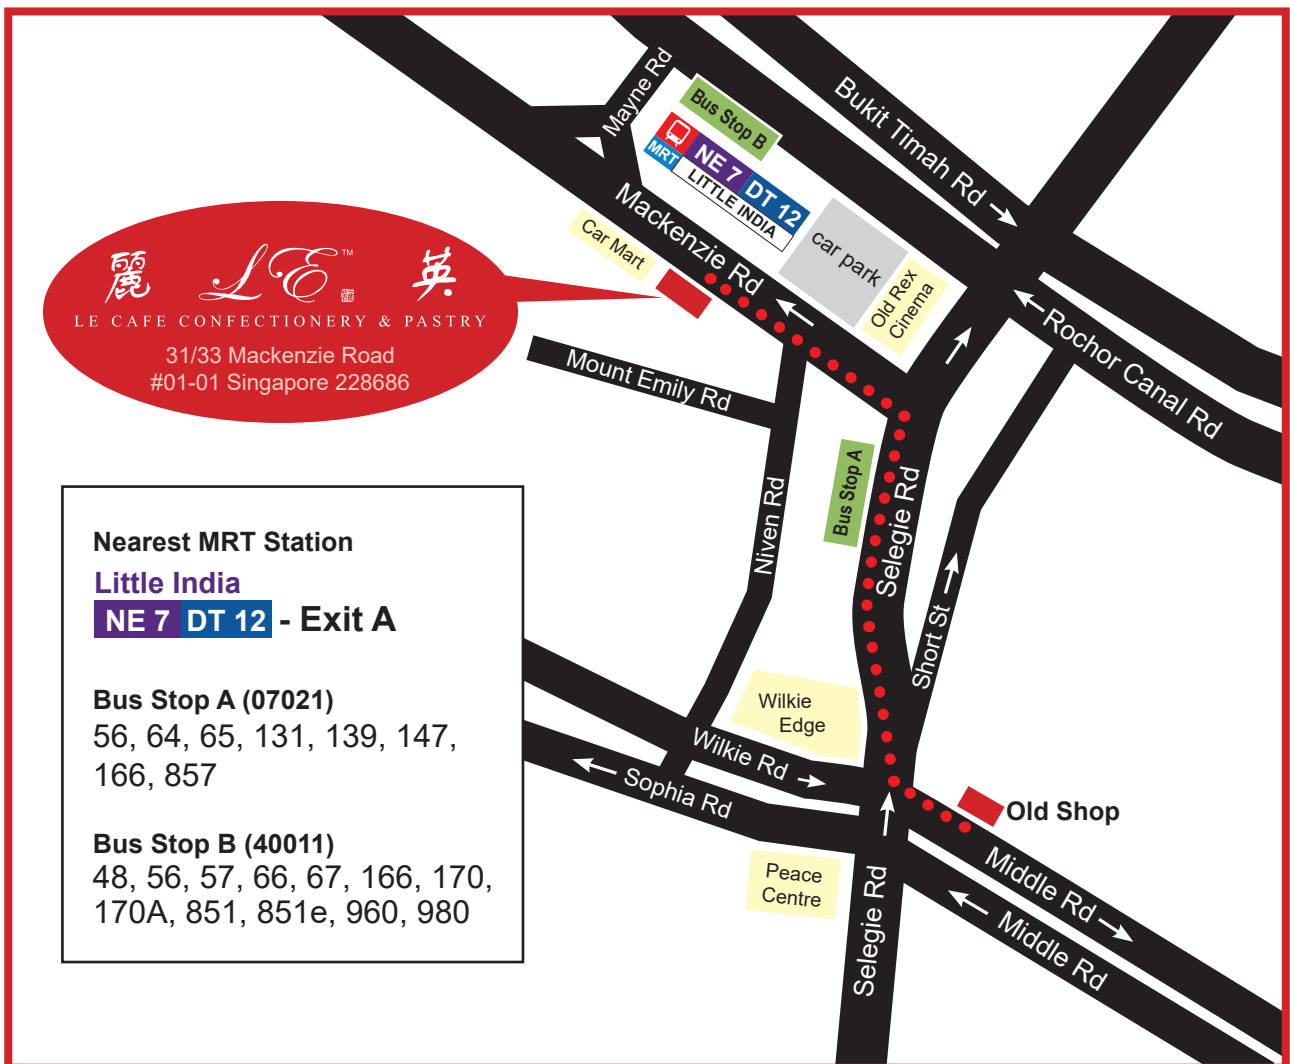 Mayne Rd
Bus Stop B
Bukit Timah Rd
MRT
NE 7
DT 12
LITTLE INDIA
Mackenzie Rd
Car Mart
car park
Old Rex
Cinema
Rochor Canal Rd
麗 LE™ 英
LE CAFE CONFECTIONERY & PASTRY
31/33 Mackenzie Road
#01-01 Singapore 228686
Mount Emily Rd
Bus Stop A
Selegie Rd
Niven Rd
Short St
Nearest MRT Station
Little India
NE 7 DT 12 - Exit A
Bus Stop A (07021)
56, 64, 65, 131, 139, 147,
166, 857
Bus Stop B (40011)
48, 56, 57, 66, 67, 166, 170,
170A, 851, 851e, 960, 980
Wilkie
Edge
Wilkie Rd
Sophia Rd
Old Shop
Peace
Centre
Selegie Rd
Middle Rd
Middle Rd